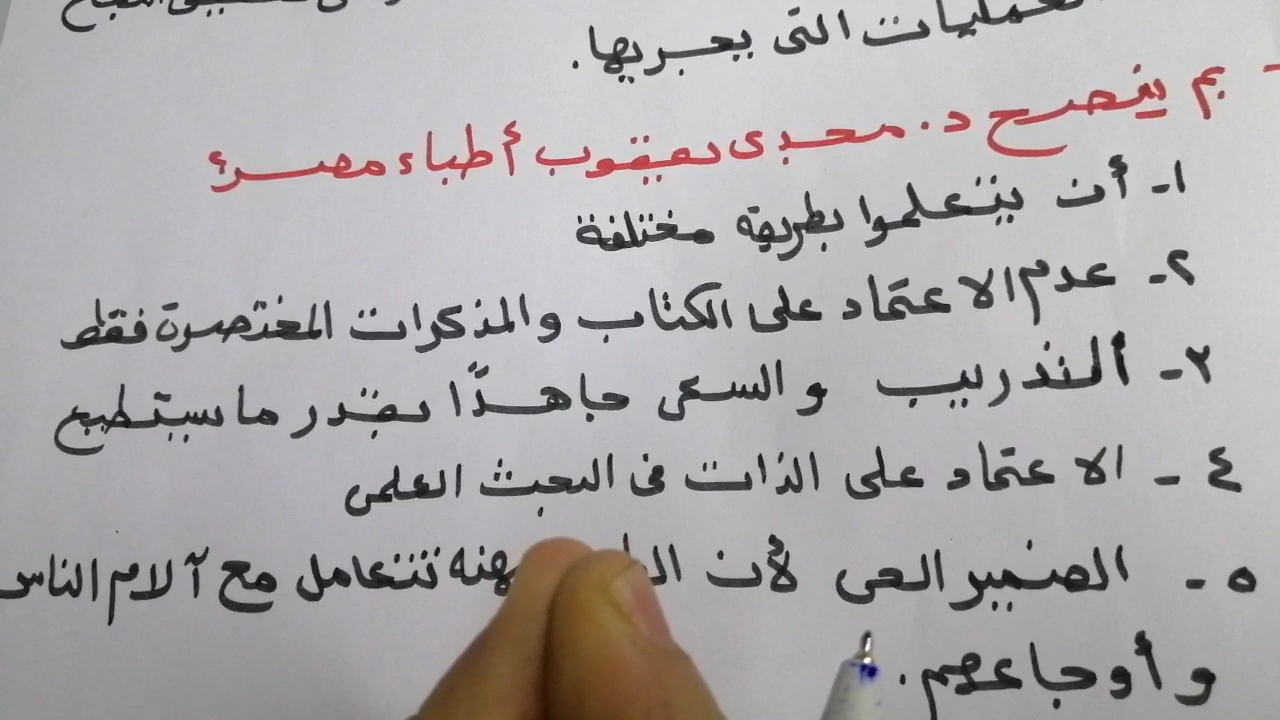 العمليات التى يجريها.
بم ينصح د. مجدى يعقوب أطباء مصر؟
١- أن يتعلموا بطريقة مختلفة
٢- عدم الاعتماد على الكتاب والمذكرات المختصرة فقط
٣- التدريب والسعى جاهدًا بقدر ما يستطيع
٤- الاعتماد على الذات فى البحث العلمى
٥- الضمير الحى لأن مهنه تتعامل مع آلام الناس
وأوجاعهم.